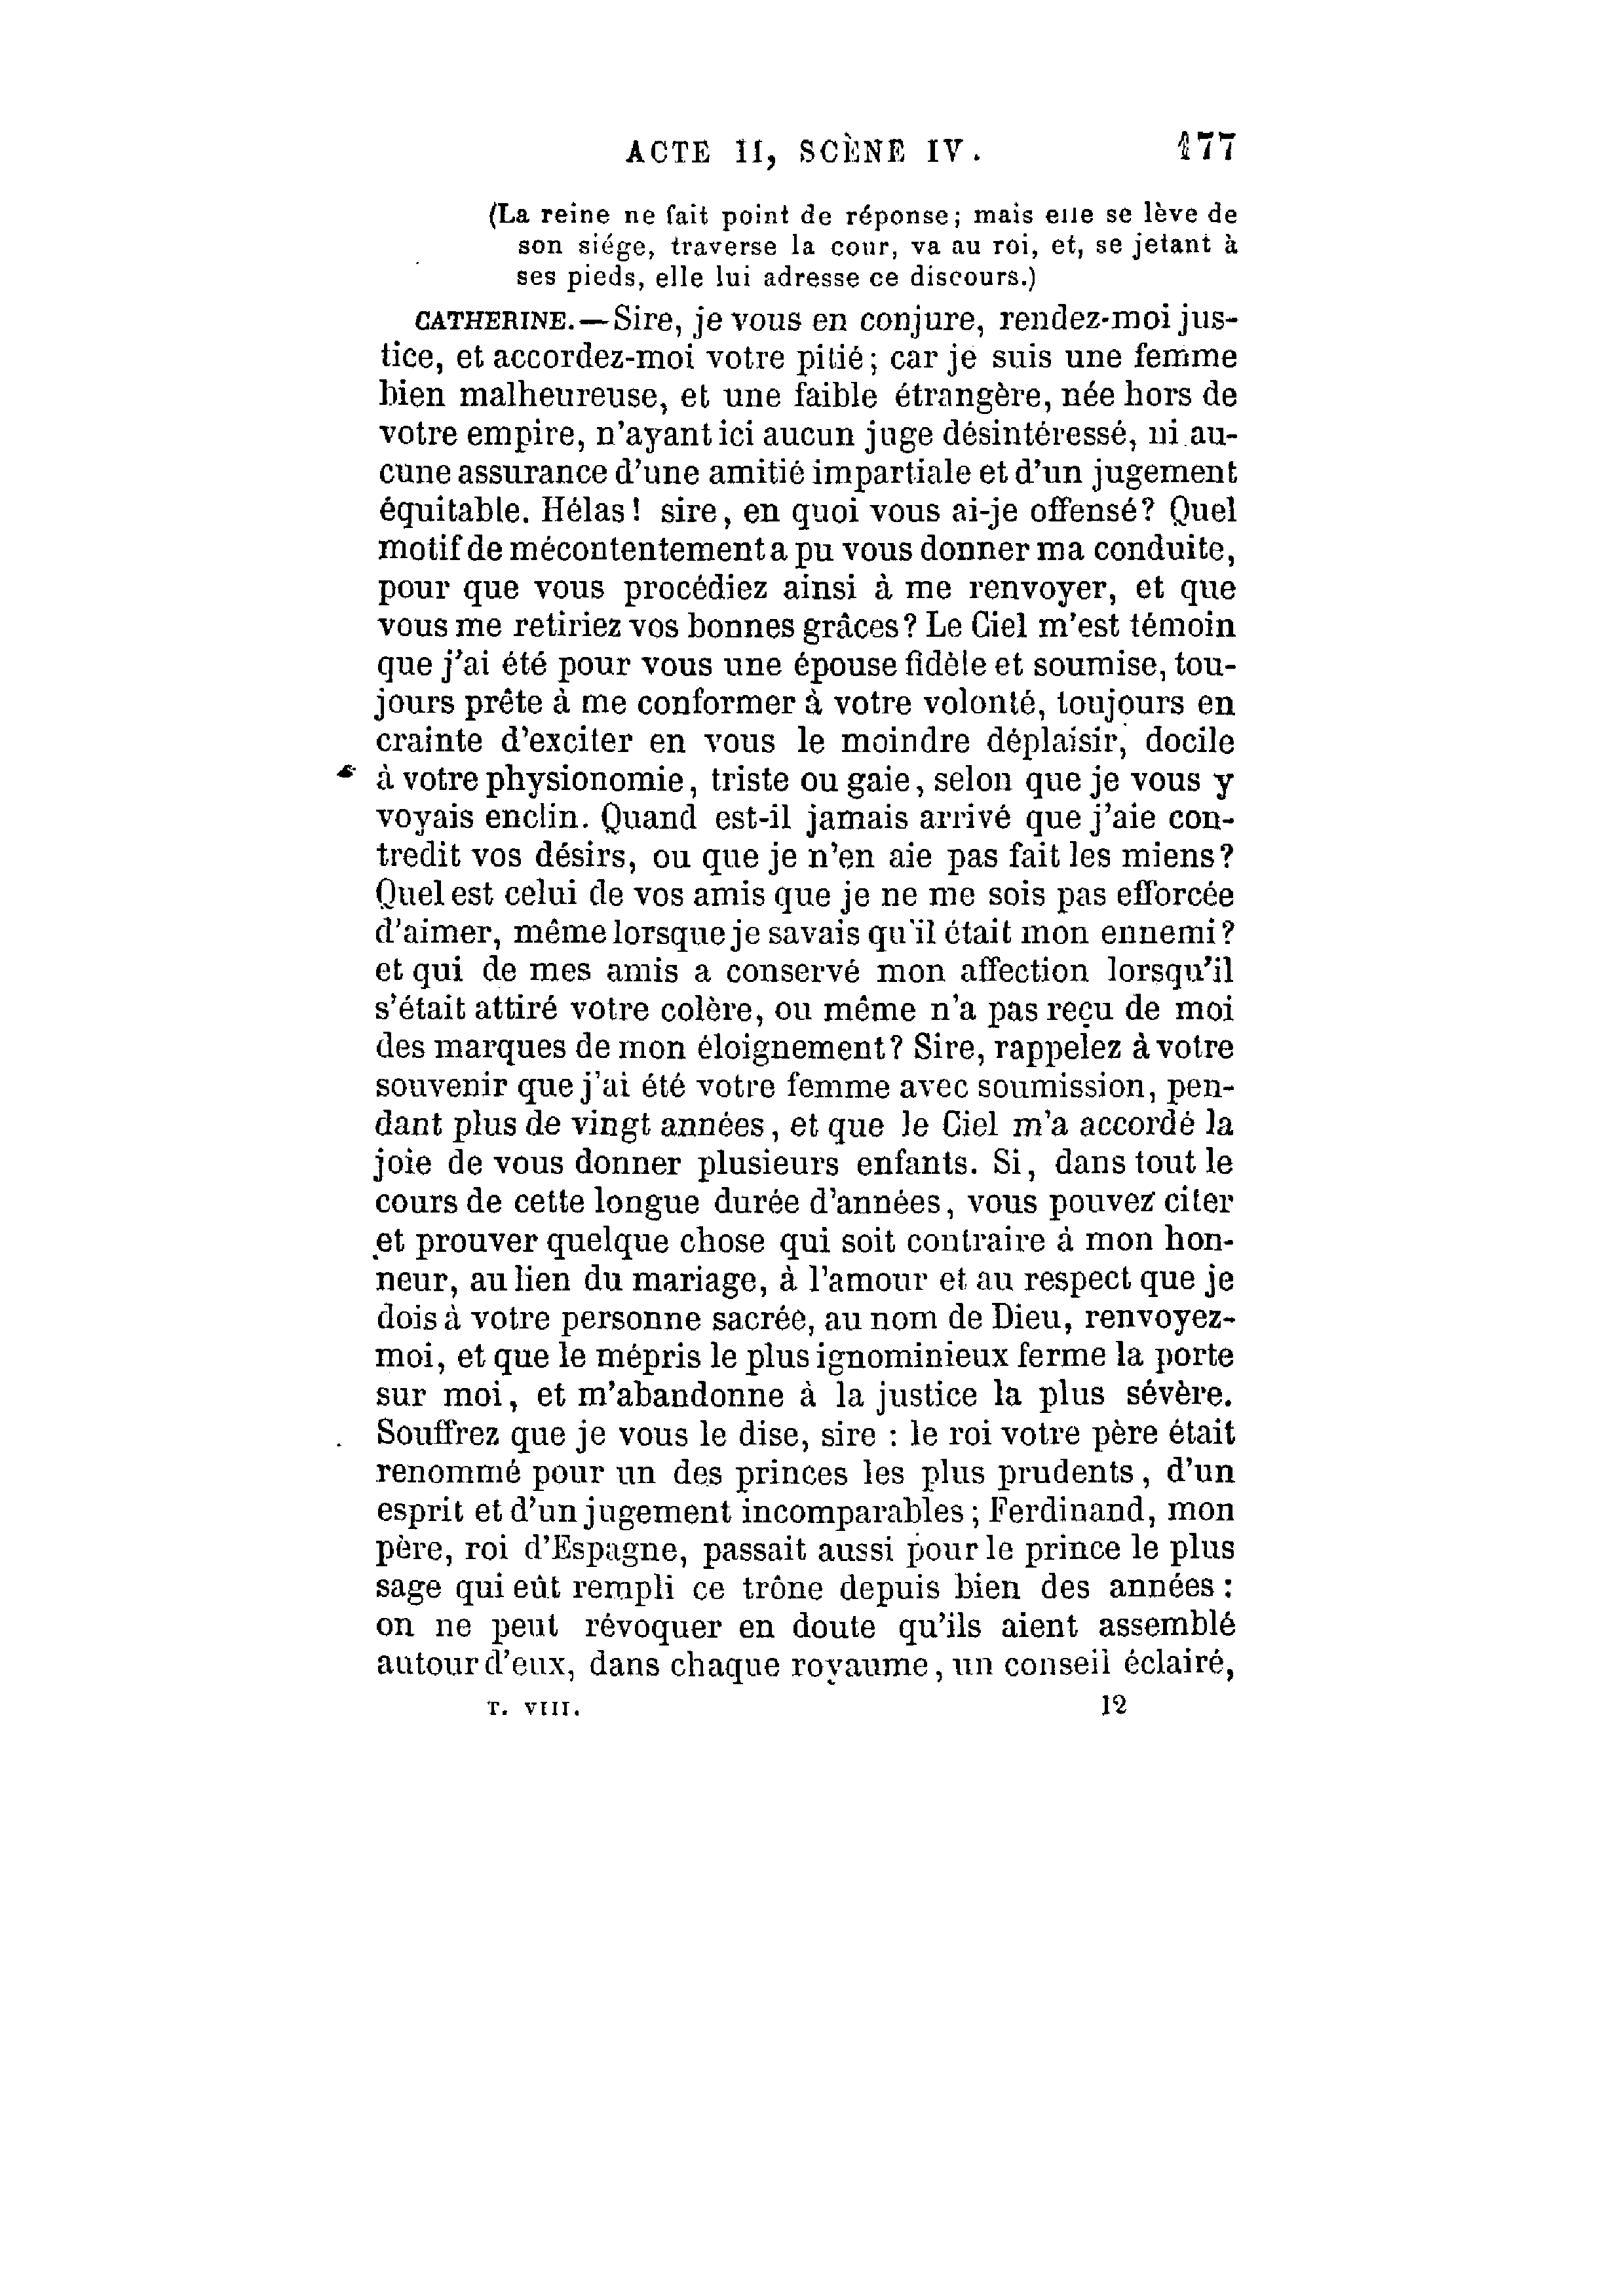 ACTE II, SCÈNE IV. 177
(La reine ne fait point de réponse; mais elle se lève de
son siége, traverse la cour, va au roi, et, se jetant à
ses pieds, elle lui adresse ce discours.)
CATHERINE.—Sire, je vous en conjure, rendez-moi jus-
tice, et accordez-moi votre pitié; car je suis une femme
bien malheureuse, et une faible étrangère, née hors de
votre empire, n'ayant ici aucun juge désintéressé, ni au-
cune assurance d'une amitié impartiale et d'un jugement
équitable. Hélas! sire, en quoi vous ai-je offensé? Quel
motif de mécontentement a pu vous donner ma conduite,
pour que vous procédiez ainsi à me renvoyer, et que
vous me retiriez vos bonnes grâces? Le Ciel m'est témoin
que j'ai été pour vous une épouse fidèle et soumise, tou-
jours prête à me conformer à votre volonté, toujours en
crainte d'exciter en vous le moindre déplaisir, docile
à votre physionomie, triste ou gaie, selon que je vous y
voyais enclin. Quand est-il jamais arrivé que j'aie con-
tredit vos désirs, ou que je n'en aie pas fait les miens?
Quel est celui de vos amis que je ne me sois pas efforcée
d'aimer, même lorsque je savais qu'il était mon ennemi?
et qui de mes amis a conservé mon affection lorsqu'il
s'était attiré votre colère, ou même n'a pas reçu de moi
des marques de mon éloignement? Sire, rappelez à votre
souvenir que j'ai été votre femme avec soumission, pen-
dant plus de vingt années, et que le Ciel m'a accordé la
joie de vous donner plusieurs enfants. Si, dans tout le
cours de cette longue durée d'années, vous pouvez citer
et prouver quelque chose qui soit contraire à mon hon-
neur, au lien du mariage, à l'amour et au respect que je
dois à votre personne sacrée, au nom de Dieu, renvoyez-
moi, et que le mépris le plus ignominieux ferme la porte
sur moi, et m'abandonne à la justice la plus sévère.
Souffrez que je vous le dise, sire : le roi votre père était
renommé pour un des princes les plus prudents, d'un
esprit et d'un jugement incomparables; Ferdinand, mon
père, roi d'Espagne, passait aussi pour le prince le plus
sage qui eût rempli ce trône depuis bien des années :
on ne peut révoquer en doute qu'ils aient assemblé
autour d'eux, dans chaque royaume, un conseil éclairé,
T. VIII. 12